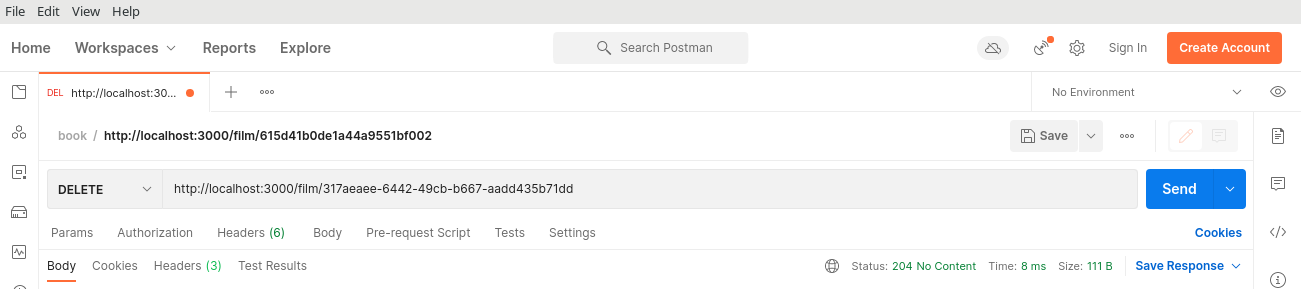 File Edit View Help
Home Workspaces Reports Explore Search Postman Sign In Create Account
DEL http://localhost:30... No Environment
book / http://localhost:3000/film/615d41b0de1a44a9551bf002 Save
DELETE http://localhost:3000/film/317aeaee-6442-49cb-b667-aadd435b71dd Send
Params Authorization Headers (6) Body Pre-request Script Tests Settings Cookies
Body Cookies Headers (3) Test Results Status: 204 No Content Time: 8 ms Size: 111 B Save Response